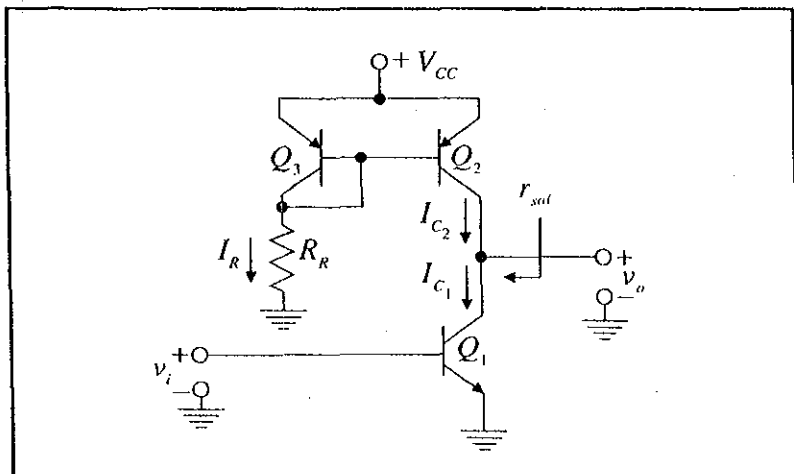 + V_CC
Q_3
Q_2
r_sal
I_R
R_R
I_C2
I_C1
+
v_o
−
Q_1
+
v_i
−